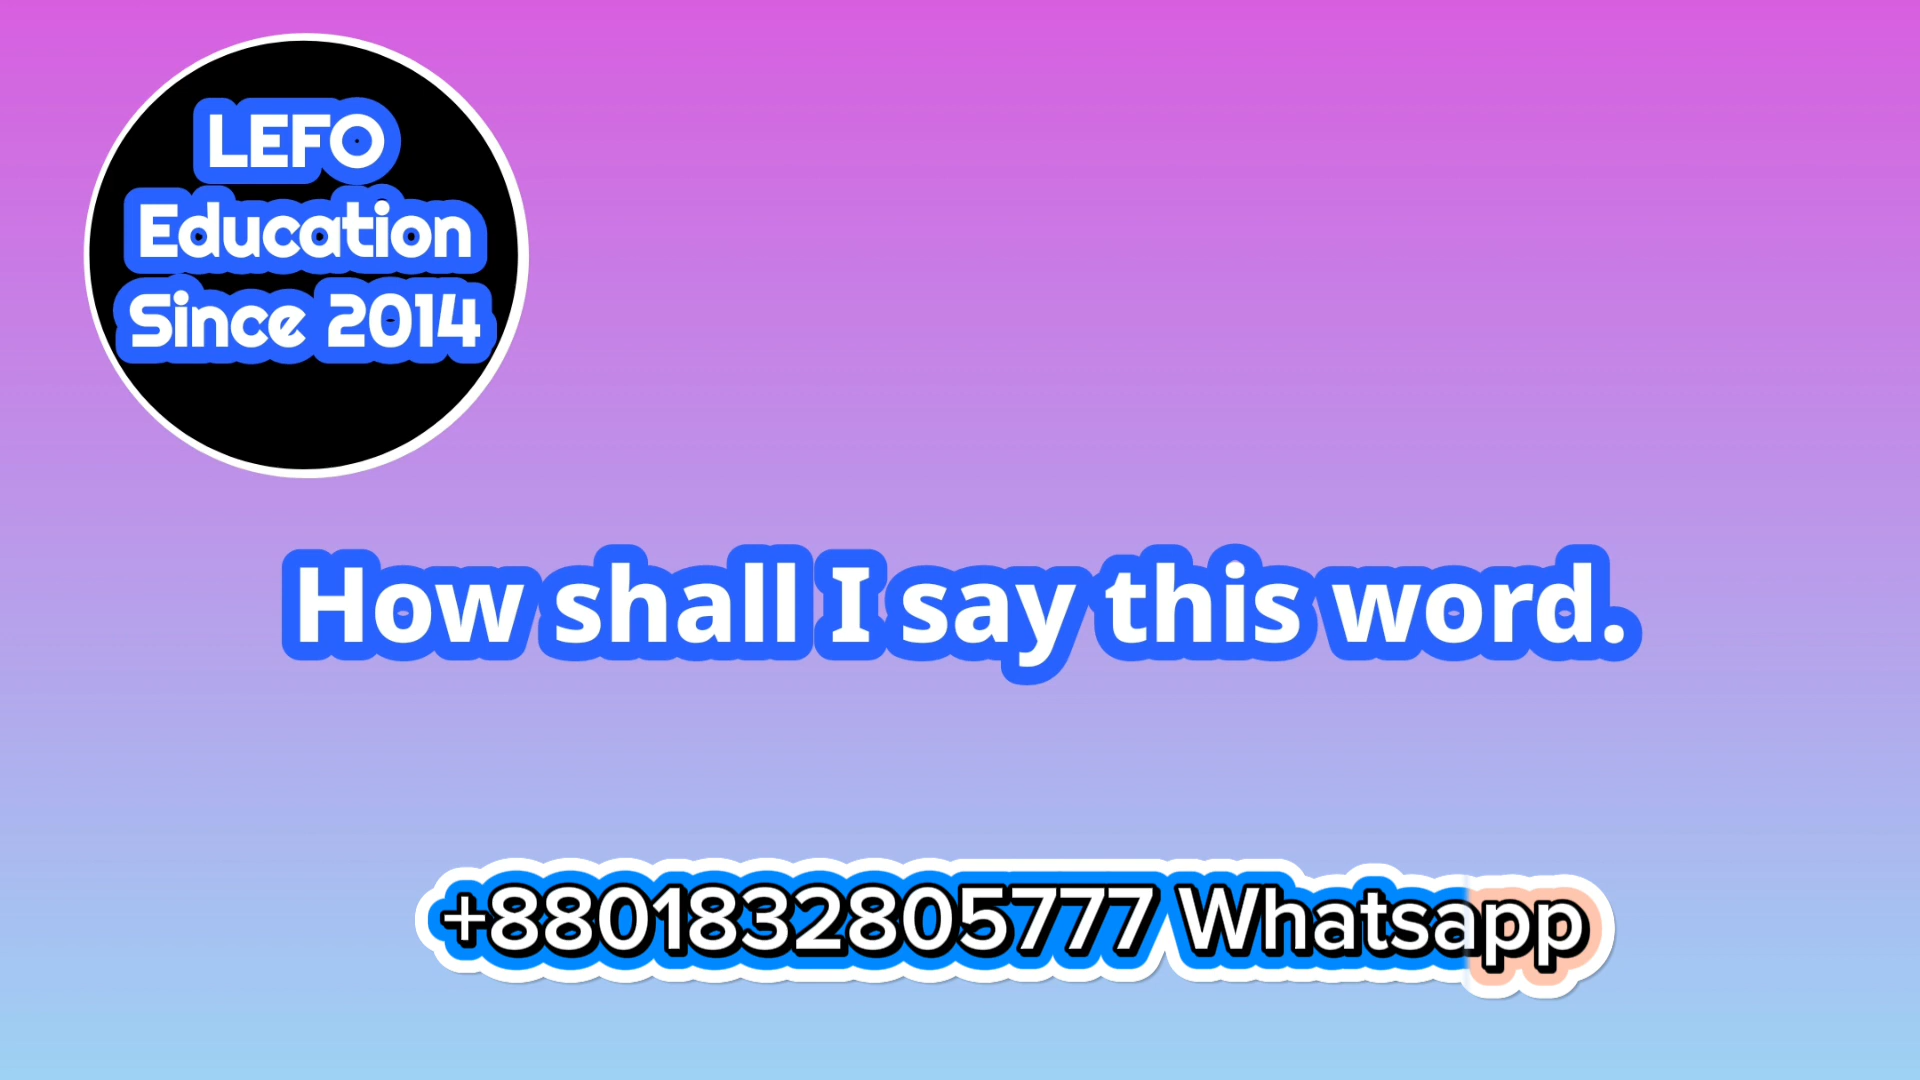 LEFO
Education
Since 2014
How shall I say this word.
+8801832805777 Whatsapp